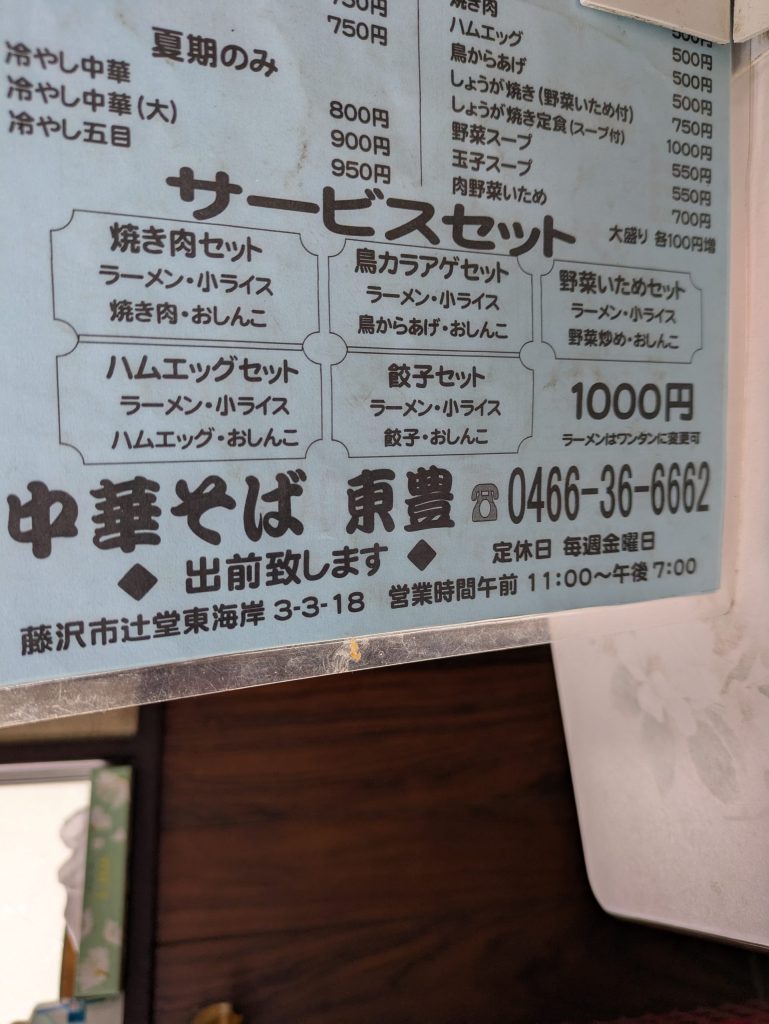 750円
750円
夏期のみ
冷やし中華 800円
冷やし中華(大) 900円
冷やし五目 950円
焼き肉 500円
ハムエッグ 500円
鳥からあげ 500円
しょうが焼き(野菜いため付) 500円
しょうが焼き定食(スープ付) 750円
野菜スープ 1000円
玉子スープ 550円
肉野菜いため 550円
700円
大盛り 各100円増
サービスセット
焼き肉セット
ラーメン・小ライス
焼き肉・おしんこ
鳥カラアゲセット
ラーメン・小ライス
鳥からあげ・おしんこ
野菜いためセット
ラーメン・小ライス
野菜炒め・おしんこ
ハムエッグセット
ラーメン・小ライス
ハムエッグ・おしんこ
餃子セット
ラーメン・小ライス
餃子・おしんこ
1000円
ラーメンはワンタンに変更可
中華そば 東豊 ☎0466-36-6662
◆ 出前致します ◆ 定休日 毎週金曜日
藤沢市辻堂東海岸 3-3-18 営業時間午前 11:00〜午後 7:00